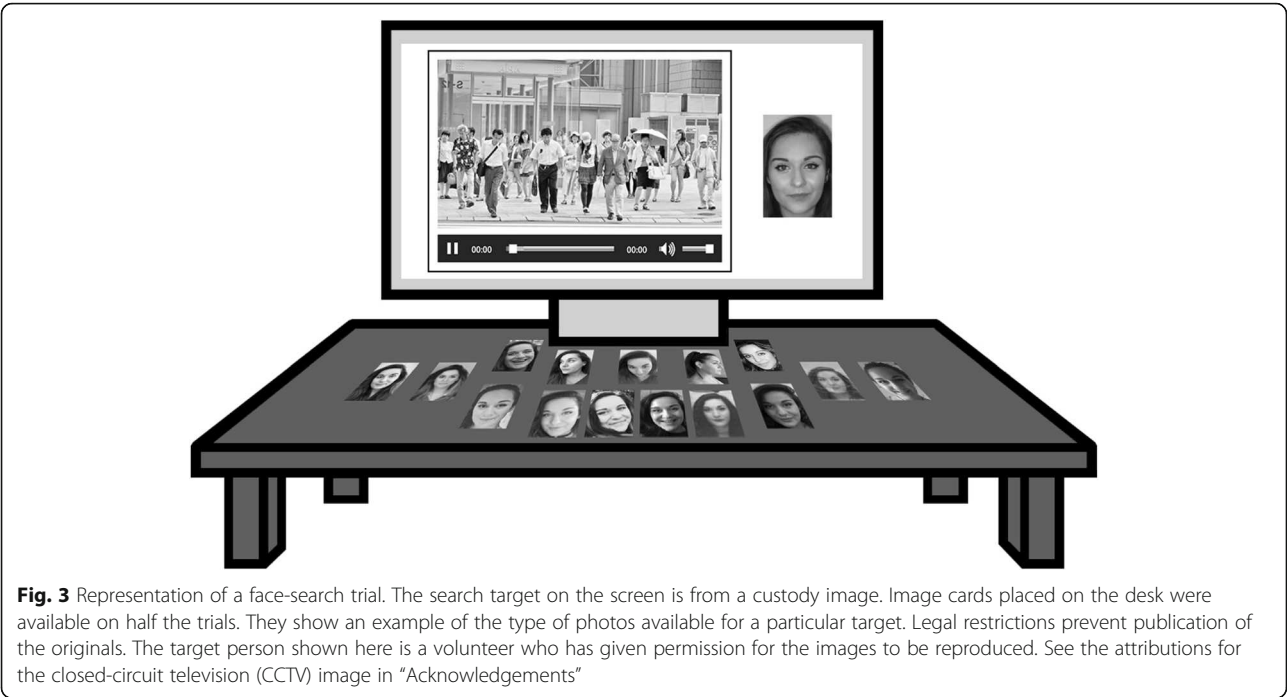 S-12
00:00 00:00
Fig. 3 Representation of a face-search trial. The search target on the screen is from a custody image. Image cards placed on the desk were
available on half the trials. They show an example of the type of photos available for a particular target. Legal restrictions prevent publication of
the originals. The target person shown here is a volunteer who has given permission for the images to be reproduced. See the attributions for
the closed-circuit television (CCTV) image in “Acknowledgements”